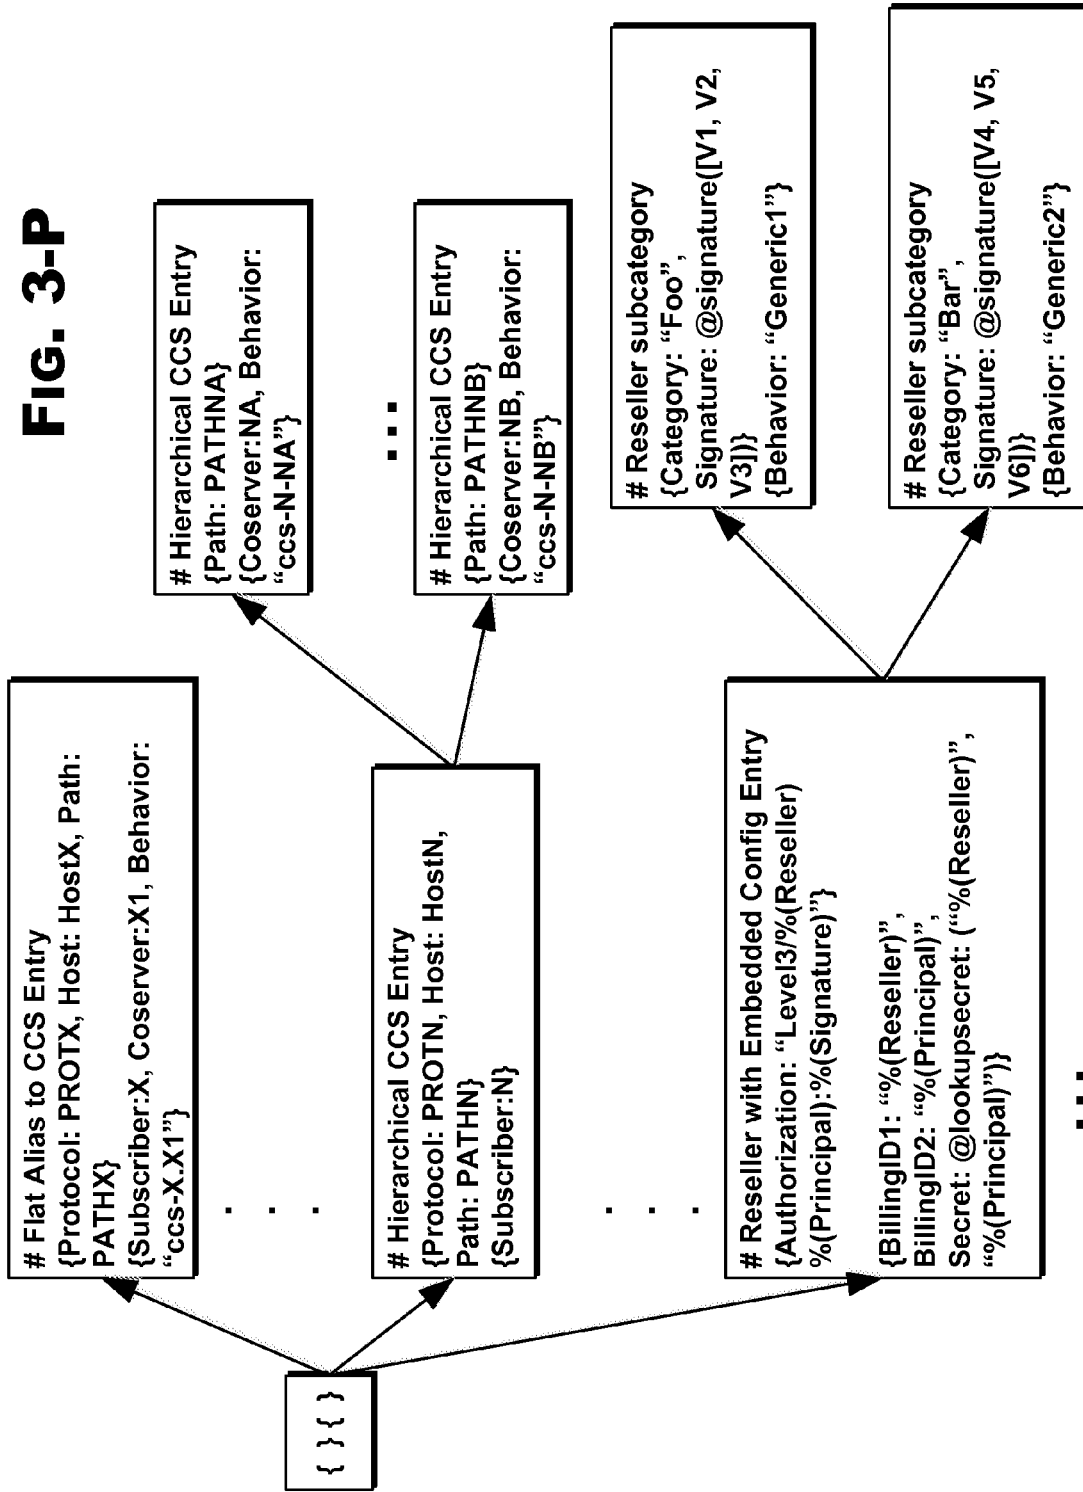 FIG. 3-P
{ } { }
# Flat Alias to CCS Entry
{Protocol: PROTX, Host: HostX, Path:
PATHX}
{Subscriber:X, Coserver:X1, Behavior:
“ccs-X.X1”}
. . .
# Hierarchical CCS Entry
{Protocol: PROTN, Host: HostN,
Path: PATHN}
{Subscriber:N}
. . .
# Reseller with Embedded Config Entry
{Authorization: “Level3/%(Reseller)
%(Principal):%(Signature)”}
{BillingID1: “%(Reseller)”,
BillingID2: “%(Principal)”,
Secret: @lookupsecret: (“%(Reseller)”,
“%(Principal)”)}
...
# Hierarchical CCS Entry
{Path: PATHNA}
{Coserver:NA, Behavior:
“ccs-N-NA”}
...
# Hierarchical CCS Entry
{Path: PATHNB}
{Coserver:NB, Behavior:
“ccs-N-NB”}
# Reseller subcategory
{Category: “Foo”,
Signature: @signature([V1, V2,
V3])}
{Behavior: “Generic1”}
# Reseller subcategory
{Category: “Bar”,
Signature: @signature([V4, V5,
V6])}
{Behavior: “Generic2”}